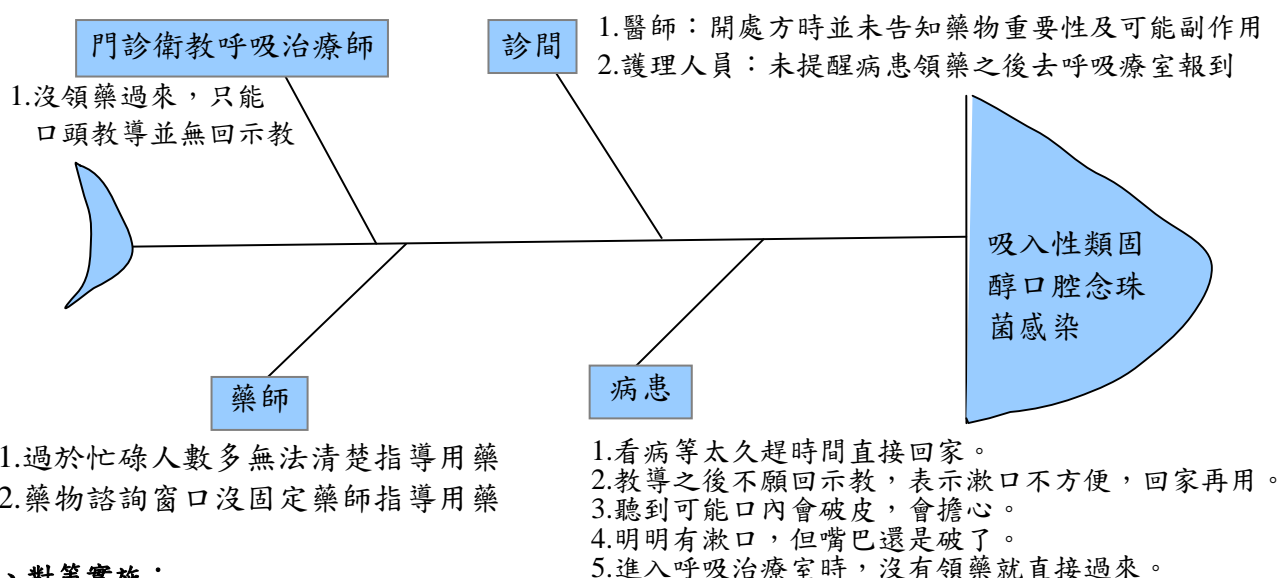 門診衛教呼吸治療師
1.沒領藥過來，只能
口頭教導並無回示教
診間
1.醫師：開處方時並未告知藥物重要性及可能副作用
2.護理人員：未提醒病患領藥之後去呼吸療室報到
吸入性類固
醇口腔念珠
菌感染
藥師
1.過於忙碌人數多無法清楚指導用藥
2.藥物諮詢窗口沒固定藥師指導用藥
病患
1.看病等太久趕時間直接回家。
2.教導之後不願回示教，表示漱口不方便，回家再用。
3.聽到可能口內會破皮，會擔心。
4.明明有漱口，但嘴巴還是破了。
5.進入呼吸治療室時，沒有領藥就直接過來。
、對策實施：